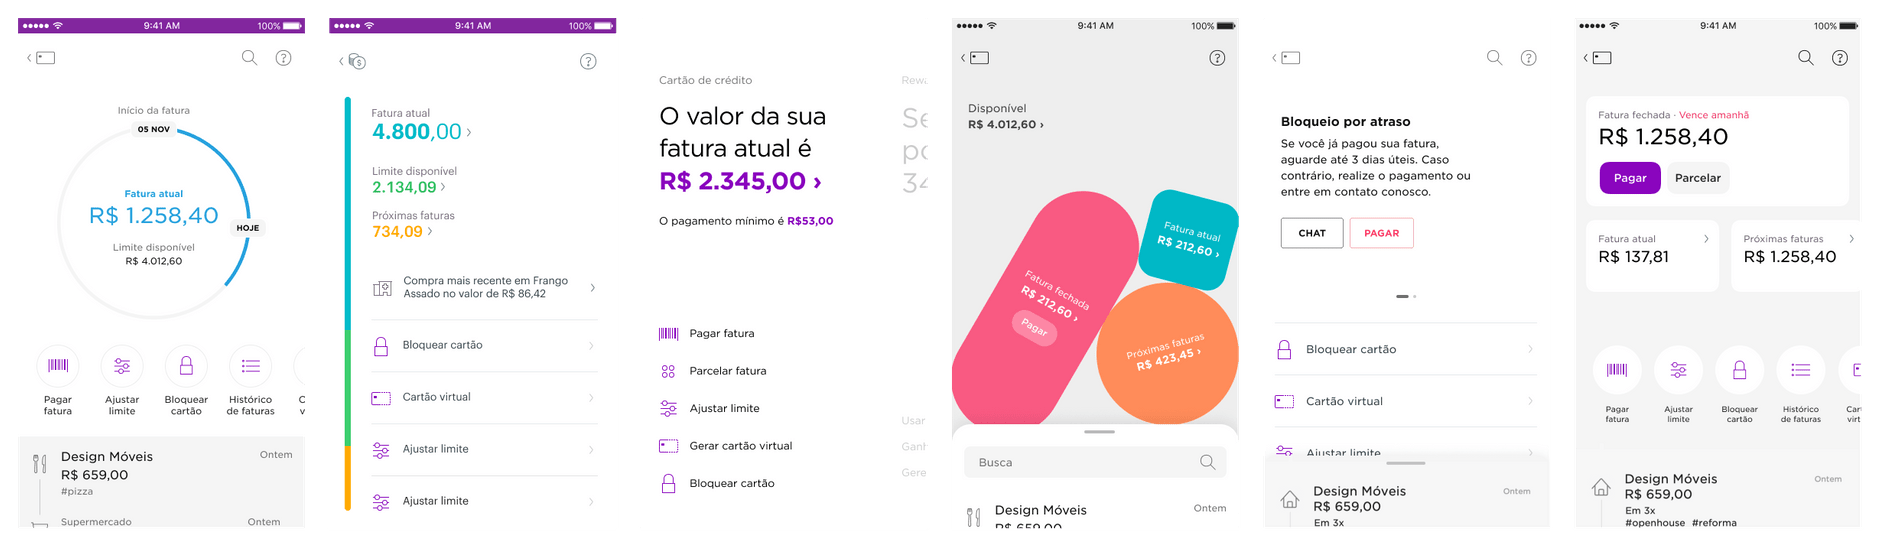 9:41 AM
100%
Início da fatura
05 NOV
Fatura atual
R$ 1.258,40
HOJE
Limite disponível
R$ 4.012,60
Pagar
fatura
Ajustar
limite
Bloquear
cartão
Histórico
de faturas
Design Móveis
Ontem
R$ 659,00
#pizza
Supermercado
Ontem
9:41 AM
100%
Fatura atual
4.800,00 ›
Limite disponível
2.134,09 ›
Próximas faturas
734,09 ›
Compra mais recente em Frango
Assado no valor de R$ 86,42
Bloquear cartão
Cartão virtual
Ajustar limite
Ajustar limite
Cartão de crédito
O valor da sua
fatura atual é
R$ 2.345,00 ›
O pagamento mínimo é R$53,00
Pagar fatura
Parcelar fatura
Ajustar limite
Gerar cartão virtual
Bloquear cartão
Usar
9:41 AM
100%
Disponível
R$ 4.012,60 ›
Fatura atual
R$ 212,60 ›
Fatura fechada
R$ 212,60 ›
Pagar
Próximas faturas
R$ 423,45 ›
Busca
Design Móveis
Ontem
R$ 659,00
Bloqueio por atraso
Se você já pagou sua fatura,
aguarde até 3 dias úteis. Caso
contrário, realize o pagamento ou
entre em contato conosco.
CHAT
PAGAR
Bloquear cartão
Cartão virtual
Ajustar limite
Design Móveis
Ontem
R$ 659,00
Em 3x
9:41 AM
100%
Fatura fechada · Vence amanhã
R$ 1.258,40
Pagar
Parcelar
Fatura atual
R$ 137,81
Próximas faturas
R$ 1.258,40
Pagar
fatura
Ajustar
limite
Bloquear
cartão
Histórico
de faturas
Design Móveis
Ontem
R$ 659,00
Em 3x
#openhouse #reforma